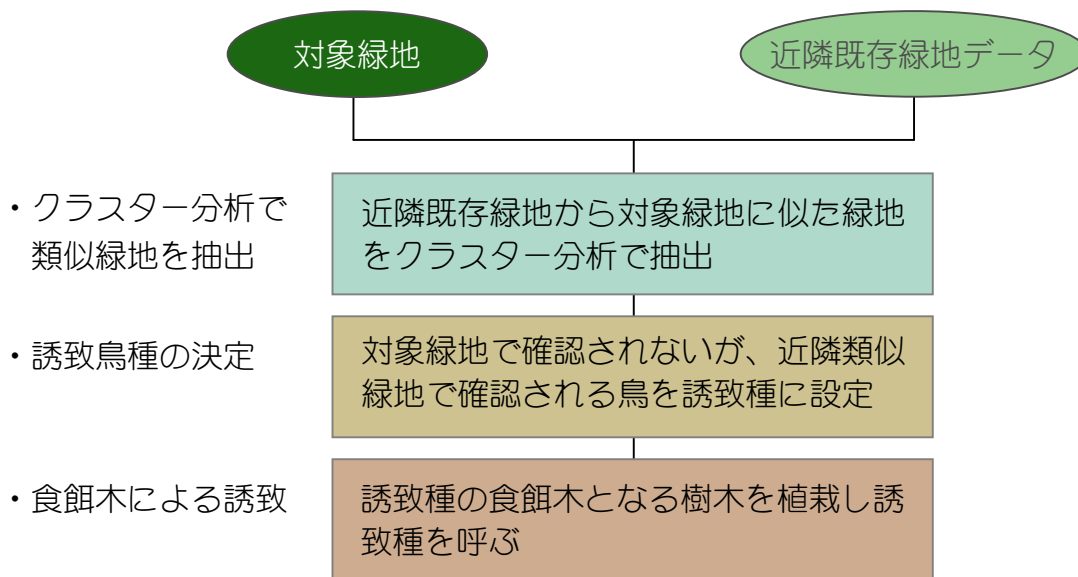 対象緑地
近隣既存緑地データ
・クラスター分析で
類似緑地を抽出
近隣既存緑地から対象緑地に似た緑地
をクラスター分析で抽出
・誘致鳥種の決定
対象緑地で確認されないが、近隣類似
緑地で確認される鳥を誘致種に設定
・食餌木による誘致
誘致種の食餌木となる樹木を植栽し誘
致種を呼ぶ